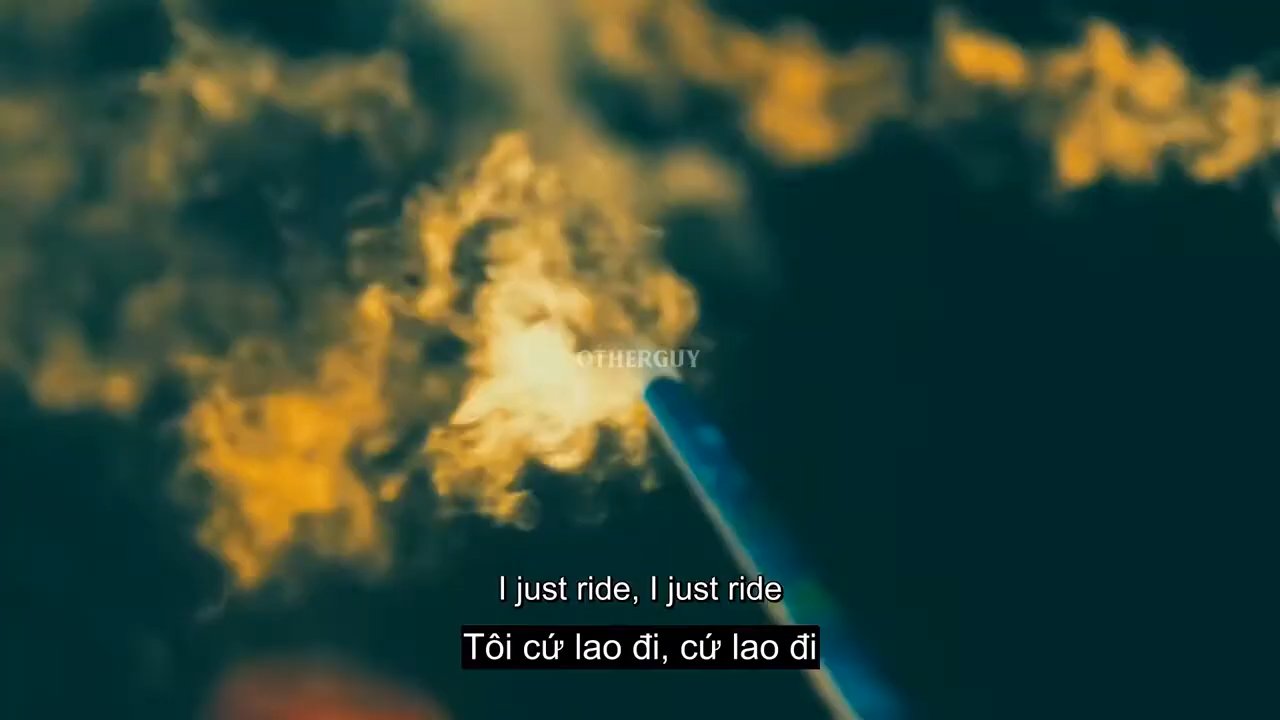 OTHERGUY
I just ride, I just ride
Tôi cứ lao đi, cứ lao đi